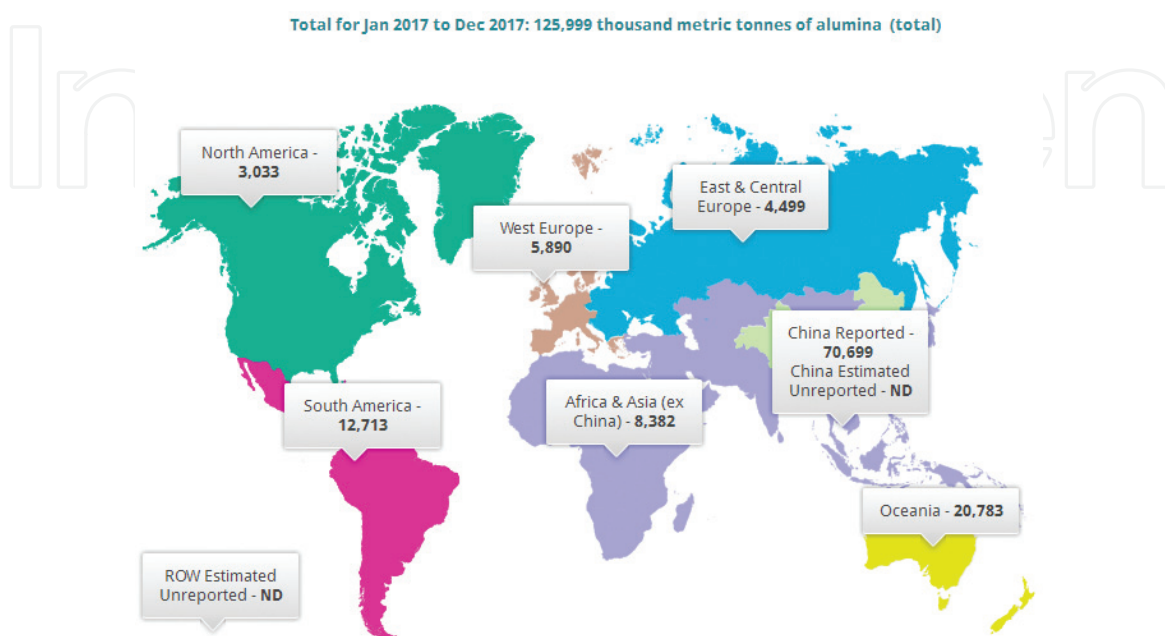 Total for Jan 2017 to Dec 2017: 125,999 thousand metric tonnes of alumina (total)
North America -
3,033
East & Central
Europe - 4,499
West Europe -
5,890
China Reported -
70,699
China Estimated
Unreported - ND
South America -
12,713
Africa & Asia (ex
China) - 8,382
Oceania - 20,783
ROW Estimated
Unreported - ND